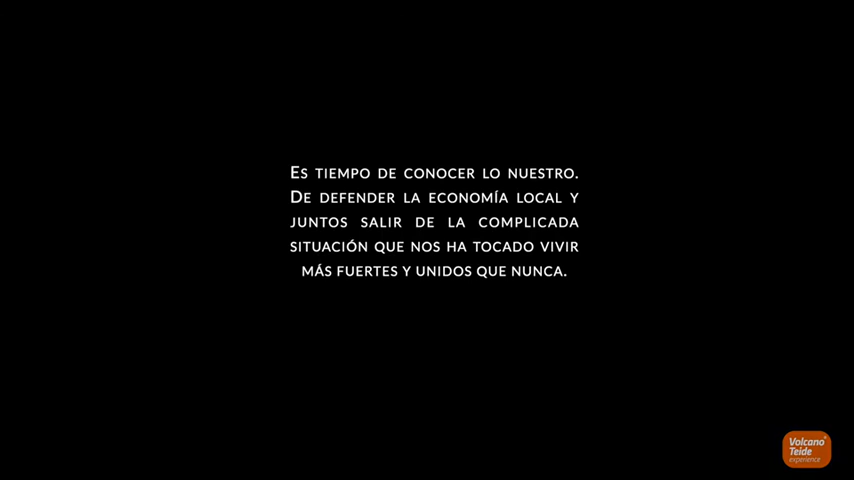 Es tiempo de conocer lo nuestro.
De defender la economía local y
juntos salir de la complicada
situación que nos ha tocado vivir
más fuertes y unidos que nunca.
Volcano
Teide
experience